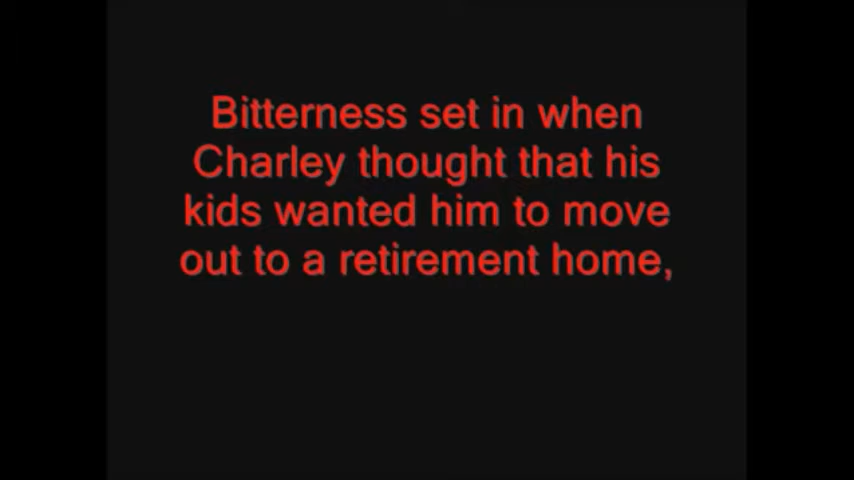 Bitterness set in when
Charley thought that his
kids wanted him to move
out to a retirement home,